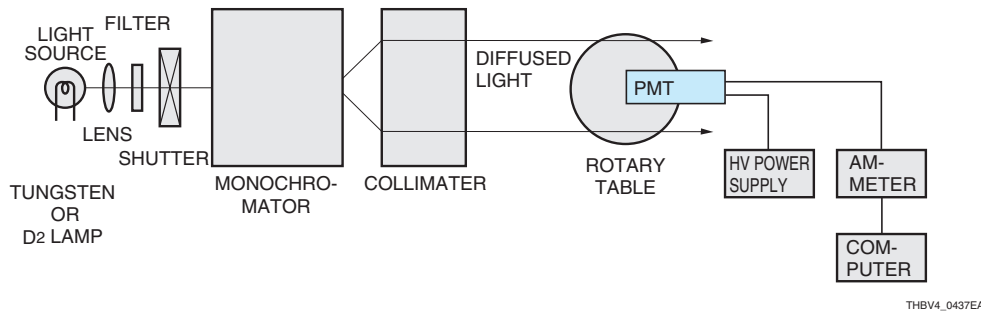 LIGHT
SOURCE
FILTER
LENS
SHUTTER
TUNGSTEN
OR
D2 LAMP
MONOCHRO-
MATOR
COLLIMATER
DIFFUSED
LIGHT
PMT
ROTARY
TABLE
HV POWER
SUPPLY
AM-
METER
COM-
PUTER
THBV4_0437EA